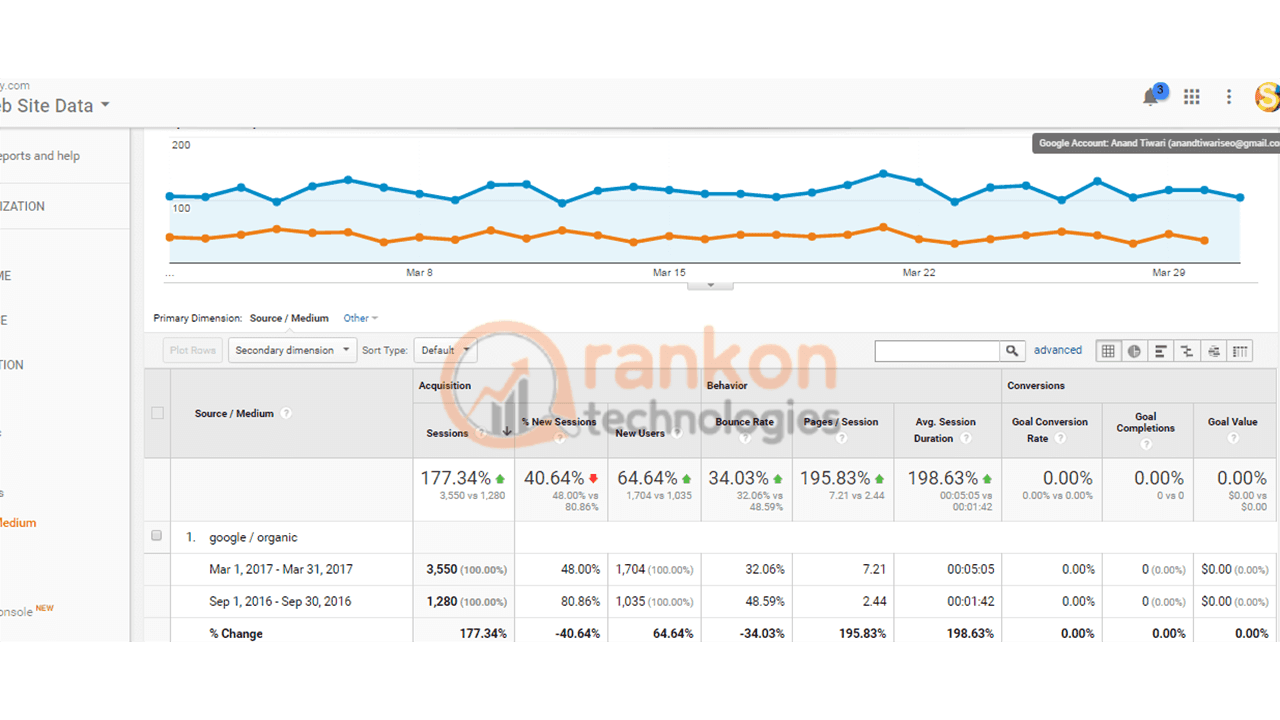 y.com
eb Site Data
3
eports and help
Google Account: Anand Tiwari (anandtiwariseo@gmail.co
200
IZATION
100
... Mar 8 Mar 15 Mar 22 Mar 29
ME
Primary Dimension: Source / Medium Other
E
Plot Rows Secondary dimension Sort Type: Default advanced
TION
rankon
technologies
Acquisition Behavior Conversions
Source / Medium ? Sessions ? % New Sessions ? New Users ? Bounce Rate ? Pages / Session ? Avg. Session Duration ? Goal Conversion Rate ? Goal Completions ? Goal Value ?
177.34% 40.64% 64.64% 34.03% 195.83% 198.63% 0.00% 0.00% 0.00%
3,550 vs 1,280 48.00% vs 80.86% 1,704 vs 1,035 32.06% vs 48.59% 7.21 vs 2.44 00:05:05 vs 00:01:42 0.00% vs 0.00% 0 vs 0 $0.00 vs $0.00
s
Medium
1. google / organic
Mar 1, 2017 - Mar 31, 2017 3,550 (100.00%) 48.00% 1,704 (100.00%) 32.06% 7.21 00:05:05 0.00% 0 (0.00%) $0.00 (0.00%)
Sep 1, 2016 - Sep 30, 2016 1,280 (100.00%) 80.86% 1,035 (100.00%) 48.59% 2.44 00:01:42 0.00% 0 (0.00%) $0.00 (0.00%)
onsole NEW
% Change 177.34% -40.64% 64.64% -34.03% 195.83% 198.63% 0.00% 0.00% 0.00%